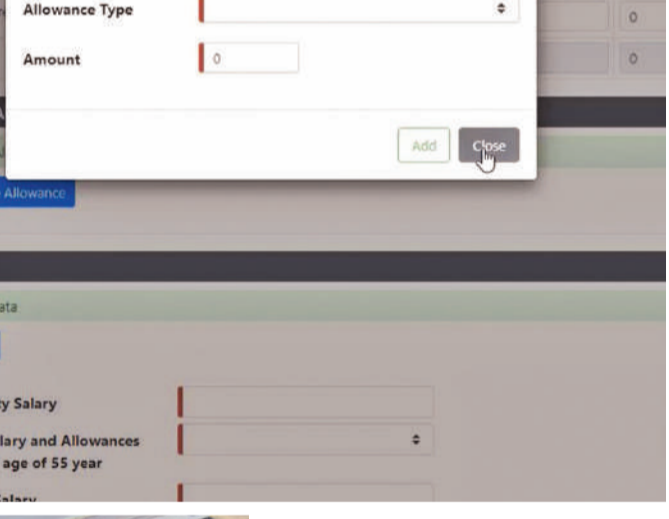 Allowance Type
0
Amount
0
0
Add
Close
Allowance
ata
Salary
lary and Allowances
age of 55 year